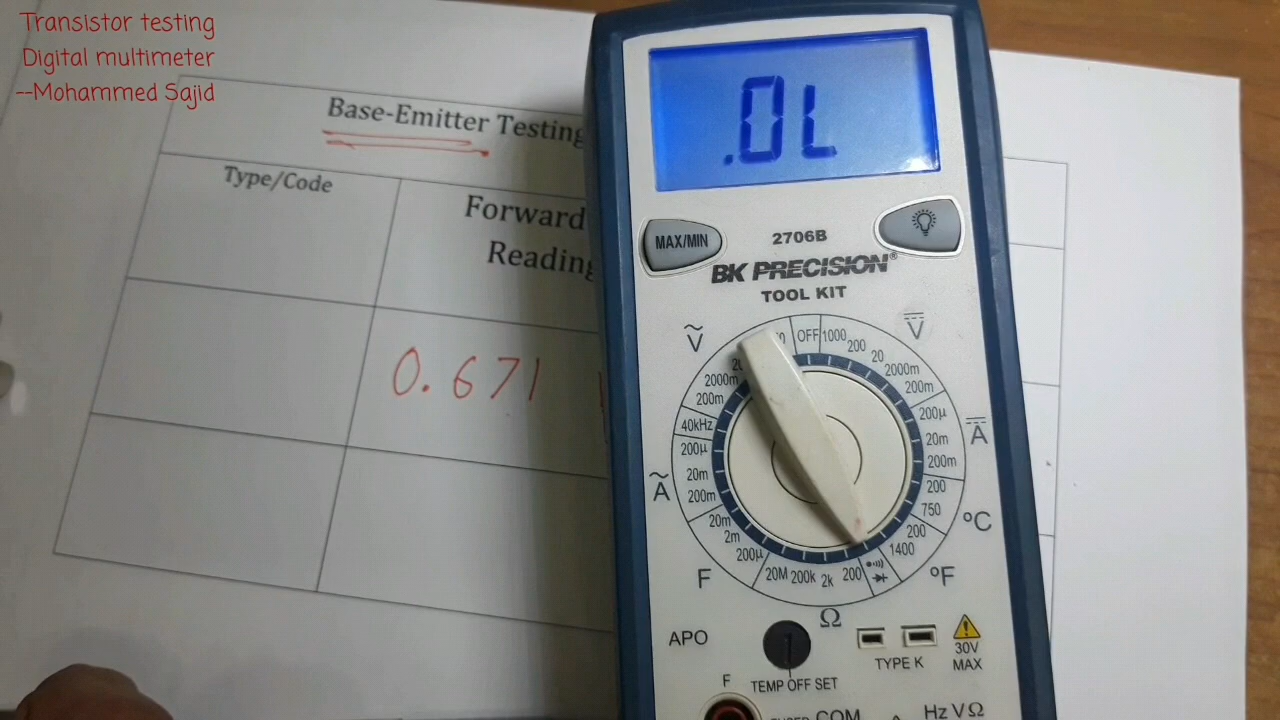 Transistor testing
Digital multimeter
--Mohammed Sajid
Base-Emitter Testing
Type/Code
Forward
Reading
0.671
.OL
MAX/MIN
2706B
BK PRECISION®
TOOL KIT
OFF 1000
200
20
2000m
200m
200µ
20m
200m
200
750
200
1400
200
2k
200k
20M
200µ
2m
20m
200m
20m
200µ
40kHz
200m
2000m
V
V
A
A
°C
°F
F
Ω
APO
TEMP OFF SET
TYPE K
30V
MAX
F
COM
Hz V Ω